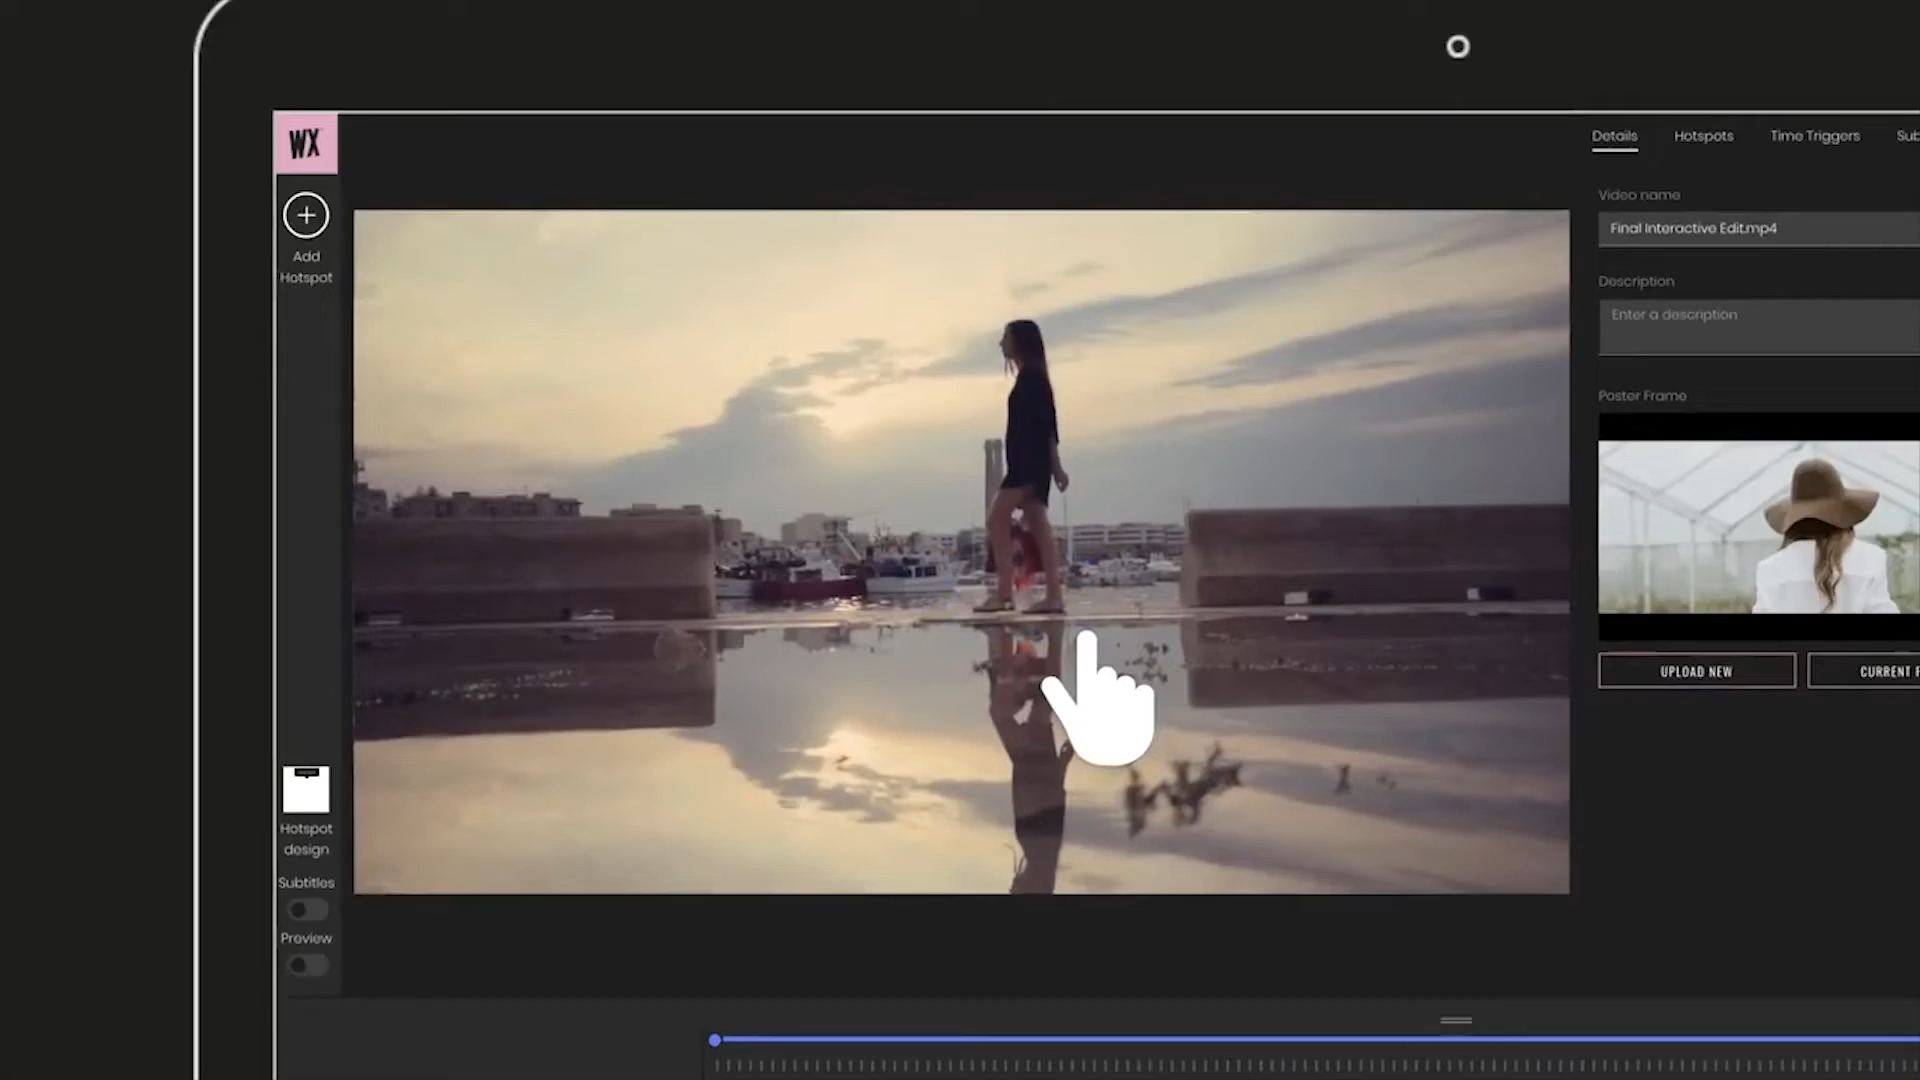 WX
Add
Hotspot
Hotspot
design
Subtitles
Preview
Details Hotspots Time Triggers Sub
Video name
Final Interactive Edit.mp4
Description
Enter a description
Poster Frame
UPLOAD NEW CURRENT F